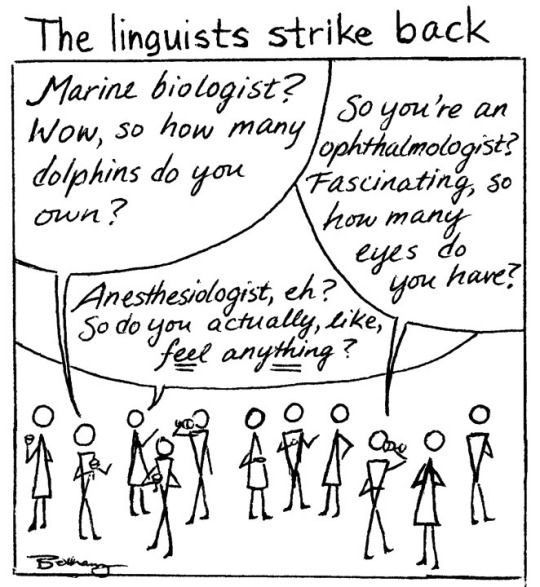 The linguists strike back
Marine biologist?
Wow, so how many
dolphins do you
own?
So you're an
ophthalmologist?
Fascinating, so
how many
eyes do
you have?
Anesthesiologist, eh?
So do you actually, like,
feel anything?